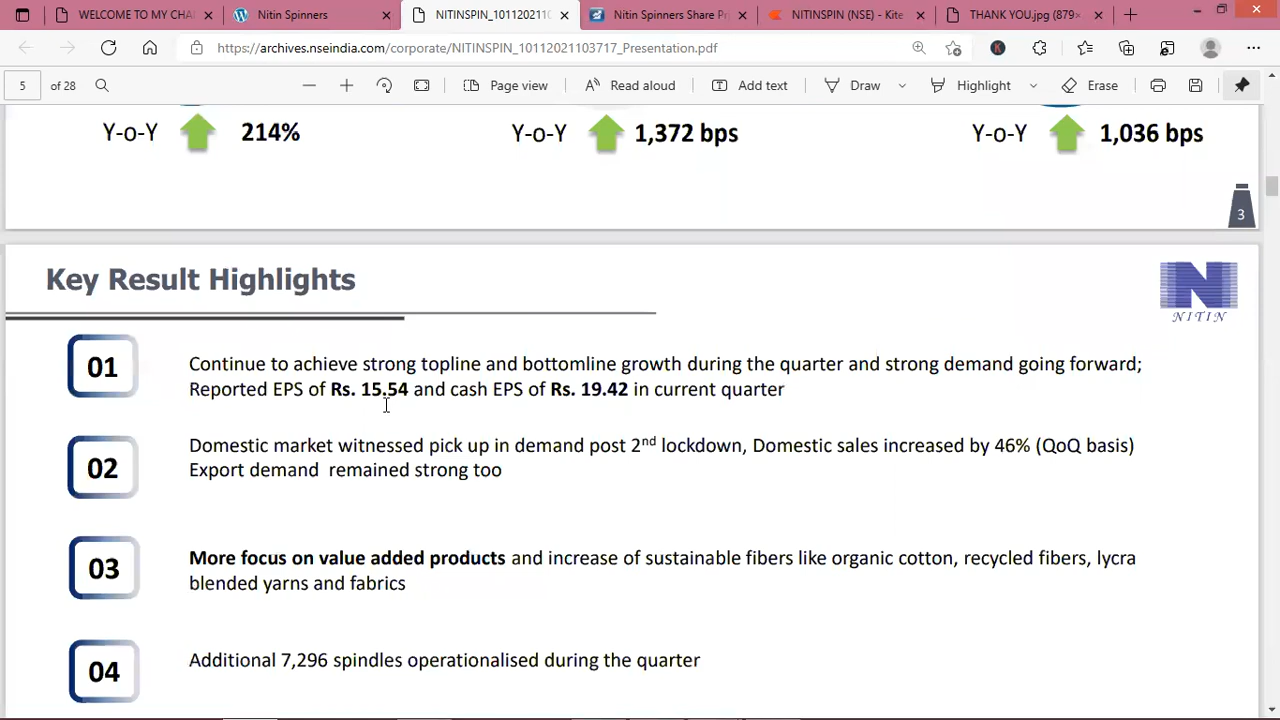 WELCOME TO MY CHA
Nitin Spinners
NITINSPIN_1011202110
Nitin Spinners Share Pr
NITINSPIN (NSE) - Kite
THANK YOU.jpg (879×
https://archives.nseindia.com/corporate/NITINSPIN_10112021103717_Presentation.pdf
K
5 of 28
Page view
Read aloud
Add text
Draw
Highlight
Erase
Y-o-Y 214%
Y-o-Y 1,372 bps
Y-o-Y 1,036 bps
3
Key Result Highlights
N
NITIN
01
Continue to achieve strong topline and bottomline growth during the quarter and strong demand going forward;
Reported EPS of Rs. 15.54 and cash EPS of Rs. 19.42 in current quarter
02
Domestic market witnessed pick up in demand post 2nd lockdown, Domestic sales increased by 46% (QoQ basis)
Export demand remained strong too
03
More focus on value added products and increase of sustainable fibers like organic cotton, recycled fibers, lycra
blended yarns and fabrics
04
Additional 7,296 spindles operationalised during the quarter